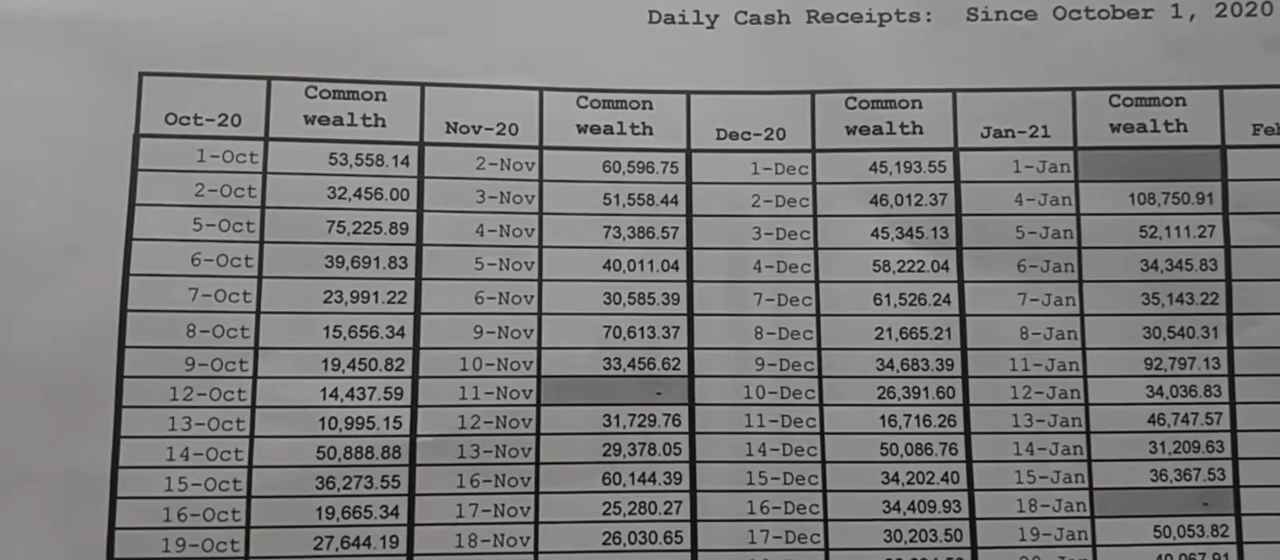 Daily Cash Receipts: Since October 1, 2020
Oct-20 Common wealth Nov-20 Common wealth Dec-20 Common wealth Jan-21 Common wealth
1-Oct 53,558.14 2-Nov 60,596.75 1-Dec 45,193.55 1-Jan
2-Oct 32,456.00 3-Nov 51,558.44 2-Dec 46,012.37 4-Jan 108,750.91
5-Oct 75,225.89 4-Nov 73,386.57 3-Dec 45,345.13 5-Jan 52,111.27
6-Oct 39,691.83 5-Nov 40,011.04 4-Dec 58,222.04 6-Jan 34,345.83
7-Oct 23,991.22 6-Nov 30,585.39 7-Dec 61,526.24 7-Jan 35,143.22
8-Oct 15,656.34 9-Nov 70,613.37 8-Dec 21,665.21 8-Jan 30,540.31
9-Oct 19,450.82 10-Nov 33,456.62 9-Dec 34,683.39 11-Jan 92,797.13
12-Oct 14,437.59 11-Nov - 10-Dec 26,391.60 12-Jan 34,036.83
13-Oct 10,995.15 12-Nov 31,729.76 11-Dec 16,716.26 13-Jan 46,747.57
14-Oct 50,888.88 13-Nov 29,378.05 14-Dec 50,086.76 14-Jan 31,209.63
15-Oct 36,273.55 16-Nov 60,144.39 15-Dec 34,202.40 15-Jan 36,367.53
16-Oct 19,665.34 17-Nov 25,280.27 16-Dec 34,409.93 18-Jan -
19-Oct 27,644.19 18-Nov 26,030.65 17-Dec 30,203.50 19-Jan 50,053.82